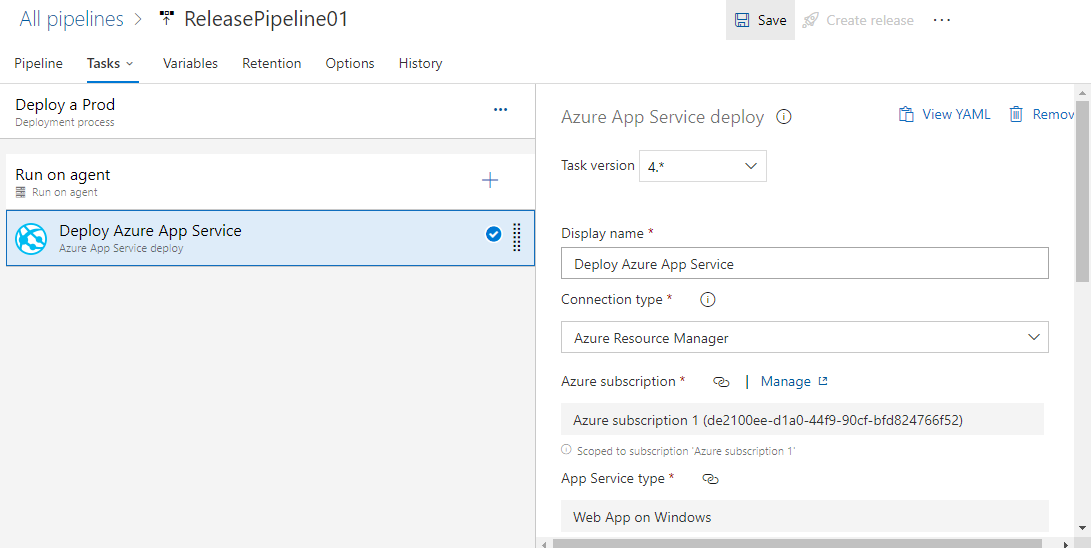 All pipelines > ReleasePipeline01
Save
Create release
...
Pipeline Tasks Variables Retention Options History
Deploy a Prod
Deployment process
...
Run on agent
Run on agent
Deploy Azure App Service
Azure App Service deploy
Azure App Service deploy
View YAML
Remov
Task version 4.*
Display name *
Deploy Azure App Service
Connection type *
Azure Resource Manager
Azure subscription * | Manage
Azure subscription 1 (de2100ee-d1a0-44f9-90cf-bfd824766f52)
Scoped to subscription 'Azure subscription 1'
App Service type *
Web App on Windows